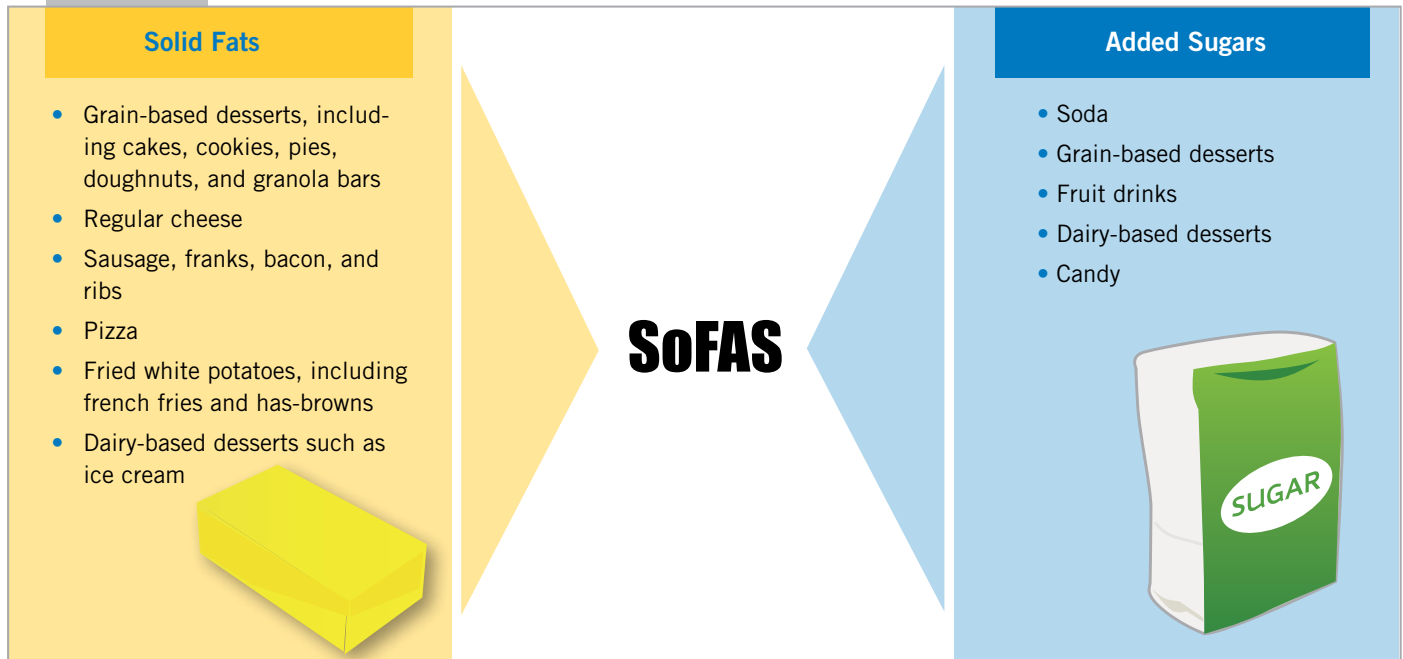 Solid Fats
• Grain-based desserts, includ-
ing cakes, cookies, pies,
doughnuts, and granola bars
• Regular cheese
• Sausage, franks, bacon, and
ribs
• Pizza
• Fried white potatoes, including
french fries and has-browns
• Dairy-based desserts such as
ice cream
SoFAS
Added Sugars
• Soda
• Grain-based desserts
• Fruit drinks
• Dairy-based desserts
• Candy
SUGAR